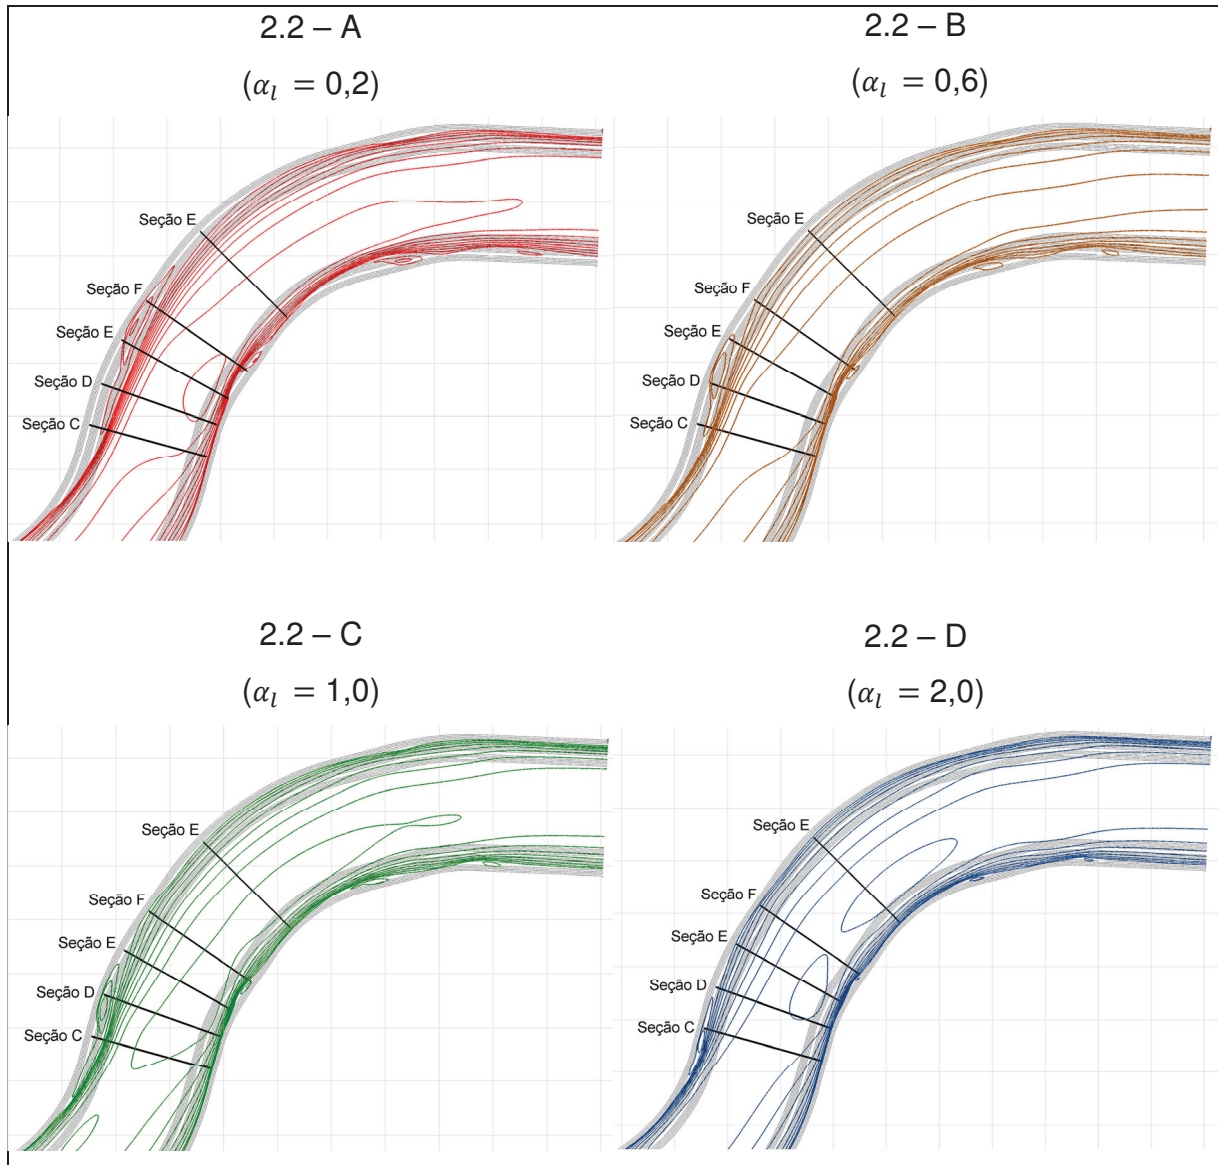 2.2 – A
(αₗ = 0,2)
Seção E
Seção F
Seção E
Seção D
Seção C
2.2 – B
(αₗ = 0,6)
Seção E
Seção F
Seção E
Seção D
Seção C
2.2 – C
(αₗ = 1,0)
Seção E
Seção F
Seção E
Seção D
Seção C
2.2 – D
(αₗ = 2,0)
Seção E
Seção F
Seção E
Seção D
Seção C